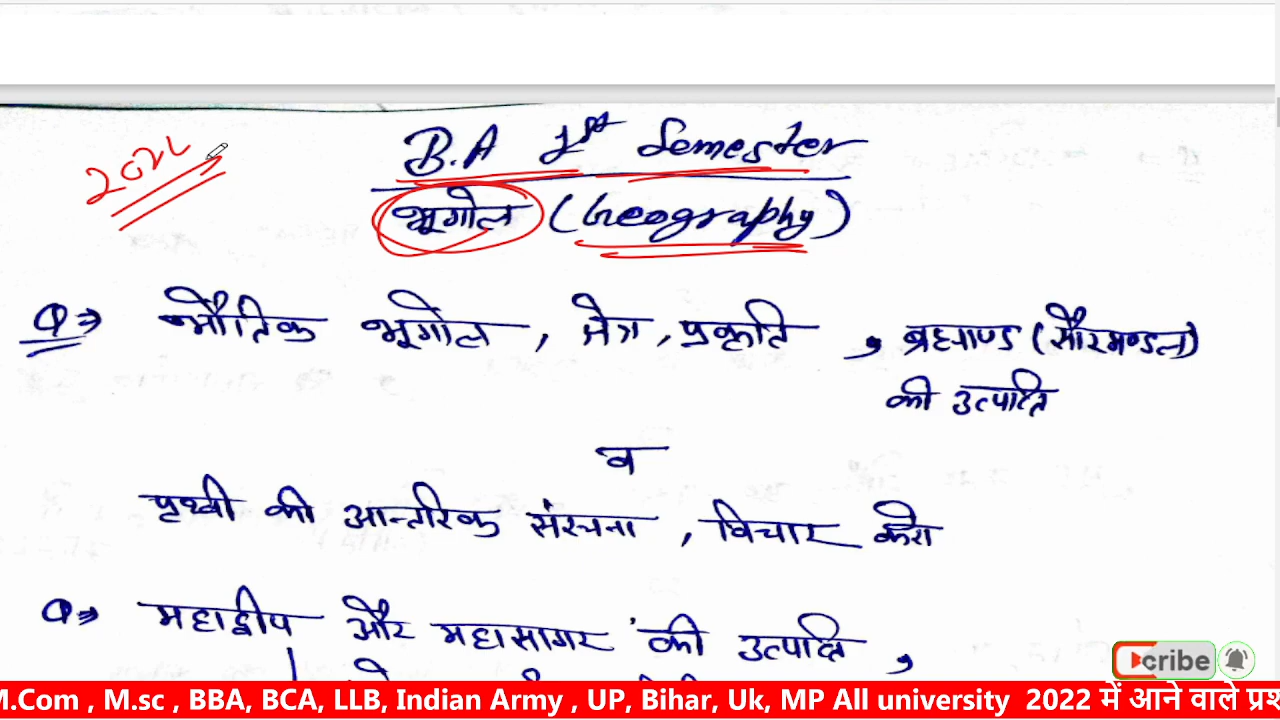 B.A 1st Semester
2022
भूगोल (Geography)
Q⇒ भौतिक भूगोल, क्षेत्र, प्रकृति, ब्रह्माण्ड (सौरमण्डल)
की उत्पत्ति
व
पृथ्वी की आन्तरिक संरचना, विचार करो
Q⇒ महाद्वीप और महासागर की उत्पत्ति,
cribe
M.Com , M.sc , BBA, BCA, LLB, Indian Army , UP, Bihar, Uk, MP All university 2022 में आने वाले प्रश